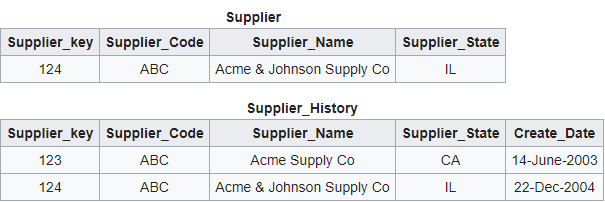 Supplier
Supplier_key Supplier_Code Supplier_Name Supplier_State
124 ABC Acme & Johnson Supply Co IL
Supplier_History
Supplier_key Supplier_Code Supplier_Name Supplier_State Create_Date
123 ABC Acme Supply Co CA 14-June-2003
124 ABC Acme & Johnson Supply Co IL 22-Dec-2004